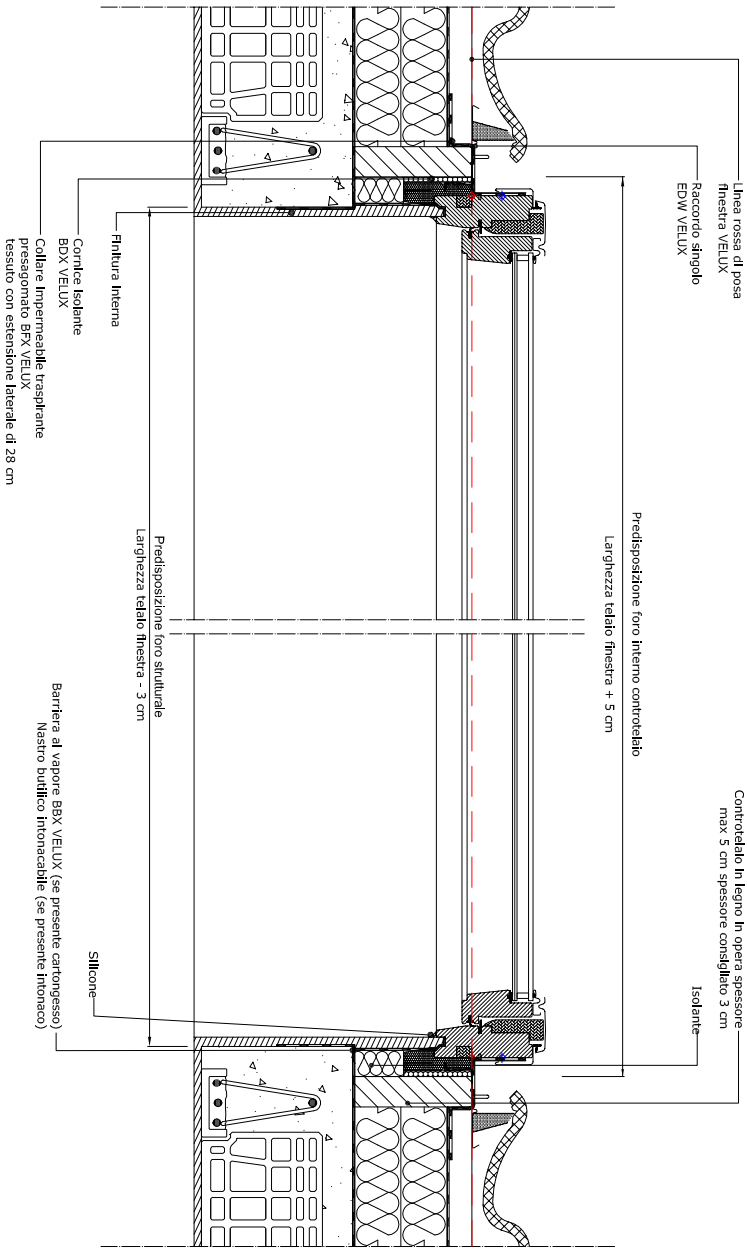 Linea rossa di posa
finestra VELUX
Raccordo singolo
EDW VELUX
Predisposizione foro interno controtelaio
Larghezza telaio finestra + 5 cm
Controtelaio in legno in opera spessore
max 5 cm spessore consigliato 3 cm
Isolante
Finitura interna
Cornice isolante
BDX VELUX
Collare impermeabile traspirante
presagomato BFX VELUX
tessuto con estensione laterale di 28 cm
Predisposizione foro strutturale
Larghezza telaio finestra - 3 cm
Silicone
Barriera al vapore BBX VELUX (se presente cartongesso)
Nastro butilico intonacabile (se presente intonaco)